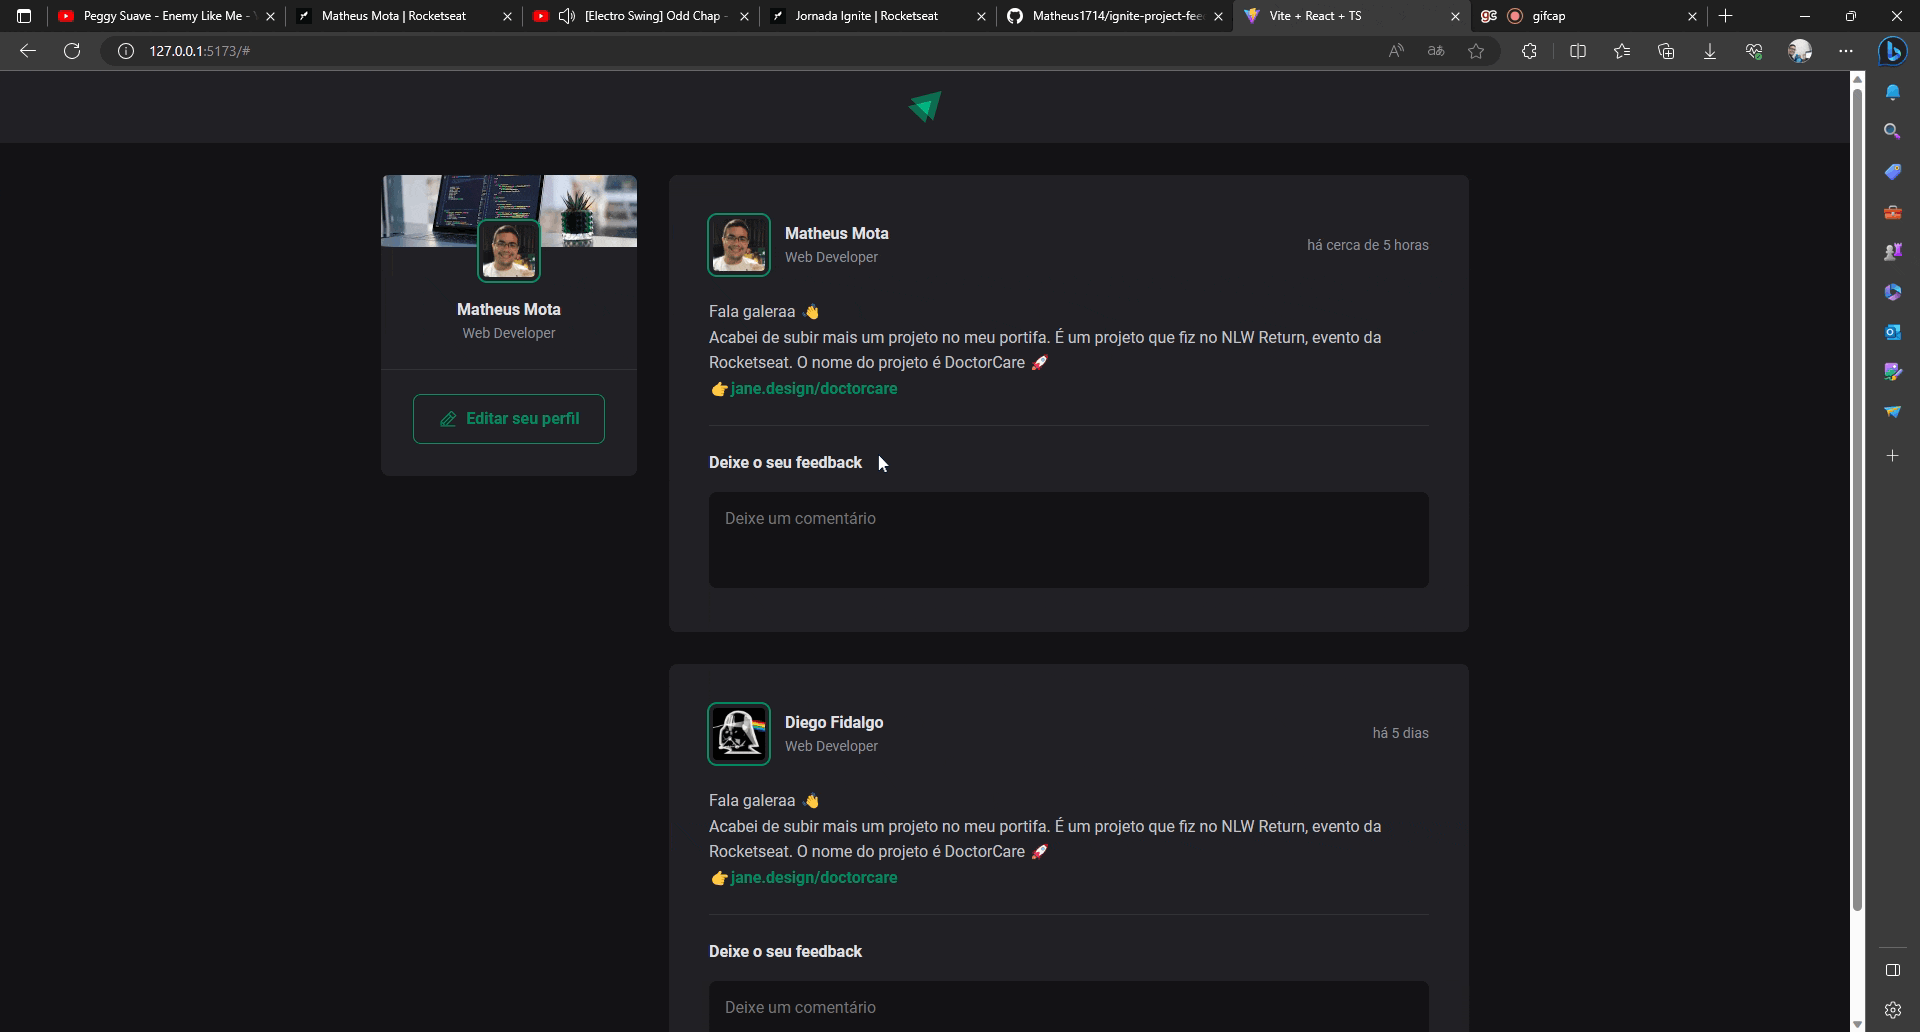 Peggy Suave - Enemy Like Me -
Matheus Mota | Rocketseat
[Electro Swing] Odd Chap -
Jornada Ignite | Rocketseat
Matheus1714/ignite-project-fee
Vite + React + TS
gc
gifcap
127.0.0.1:5173/#
Matheus Mota
Web Developer
Editar seu perfil
Matheus Mota
Web Developer
há cerca de 5 horas
Fala galeraa 👋
Acabei de subir mais um projeto no meu portifa. É um projeto que fiz no NLW Return, evento da
Rocketseat. O nome do projeto é DoctorCare 🚀
👉jane.design/doctorcare
Deixe o seu feedback
Deixe um comentário
Diego Fidalgo
Web Developer
há 5 dias
Fala galeraa 👋
Acabei de subir mais um projeto no meu portifa. É um projeto que fiz no NLW Return, evento da
Rocketseat. O nome do projeto é DoctorCare 🚀
👉jane.design/doctorcare
Deixe o seu feedback
Deixe um comentário